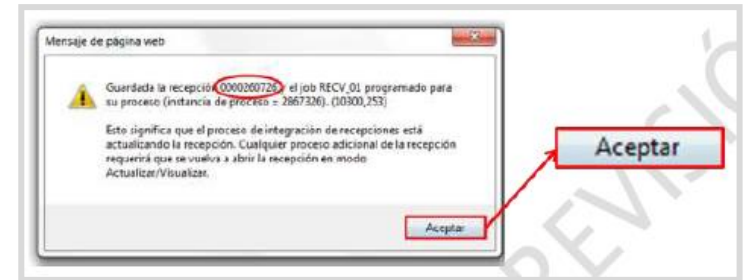 Mensaje de página web
Guardada la recepción 0000260726 y el job RECV_01 programado para
su proceso (instancia de proceso = 2867326). (10300,253)
Esto significa que el proceso de integración de recepciones está
actualizando la recepción. Cualquier proceso adicional de la recepción
requerirá que se vuelva a abrir la recepción en modo
Actualizar/Visualizar.
Aceptar
Aceptar